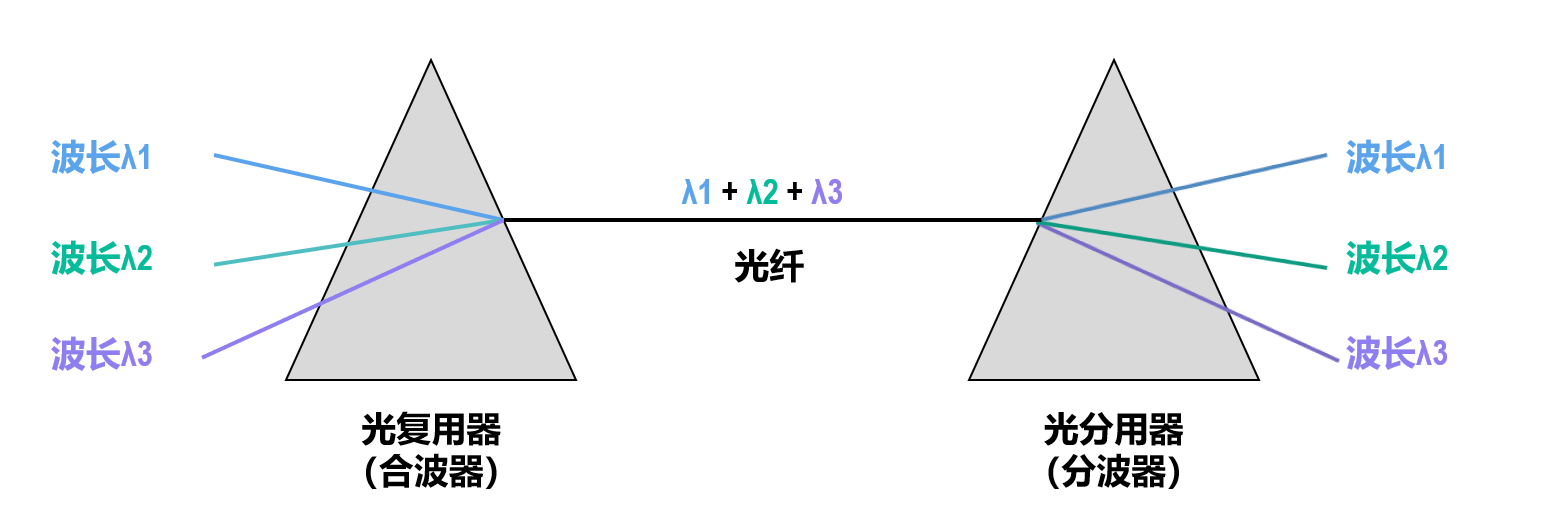 波长λ1
波长λ2
波长λ3
λ1 + λ2 + λ3
光纤
波长λ1
波长λ2
波长λ3
光复用器
（合波器）
光分用器
（分波器）